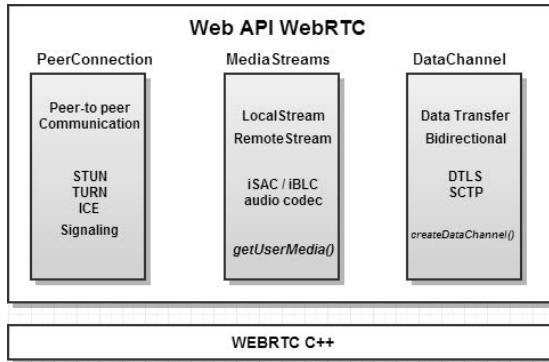 Web API WebRTC
PeerConnection
Peer-to peer
Communication
STUN
TURN
ICE
Signaling
MediaStreams
LocalStream
RemoteStream
iSAC / iBLC
audio codec
getUserMedia()
DataChannel
Data Transfer
Bidirectional
DTLS
SCTP
createDataChannel()
WEBRTC C++